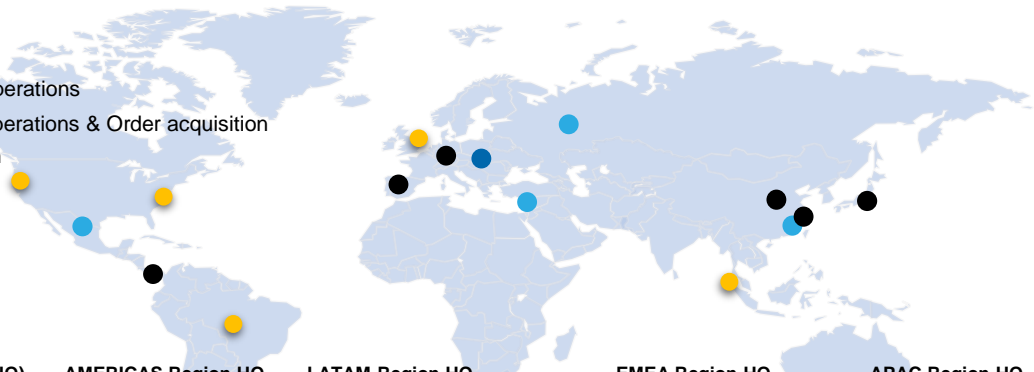 perations
perations & Order acquisition
HQ) AMERICAS Region HQ LATAM Region HQ EMEA Region HQ APAC Region HQ